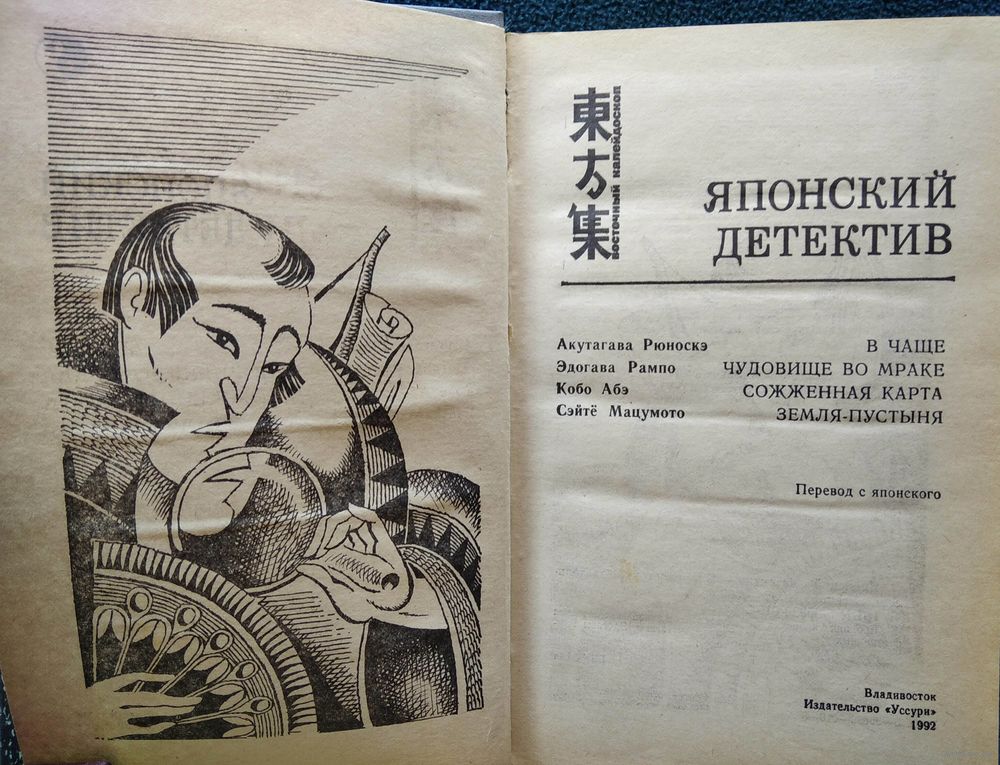 東方集
восточный калейдоскоп
ЯПОНСКИЙ
ДЕТЕКТИВ
Акутагава Рюноскэ В ЧАЩЕ
Эдогава Рампо ЧУДОВИЩЕ ВО МРАКЕ
Кобо Абэ СОЖЖЕННАЯ КАРТА
Сэйтё Мацумото ЗЕМЛЯ-ПУСТЫНЯ
Перевод с японского
Владивосток
Издательство «Уссури»
1992